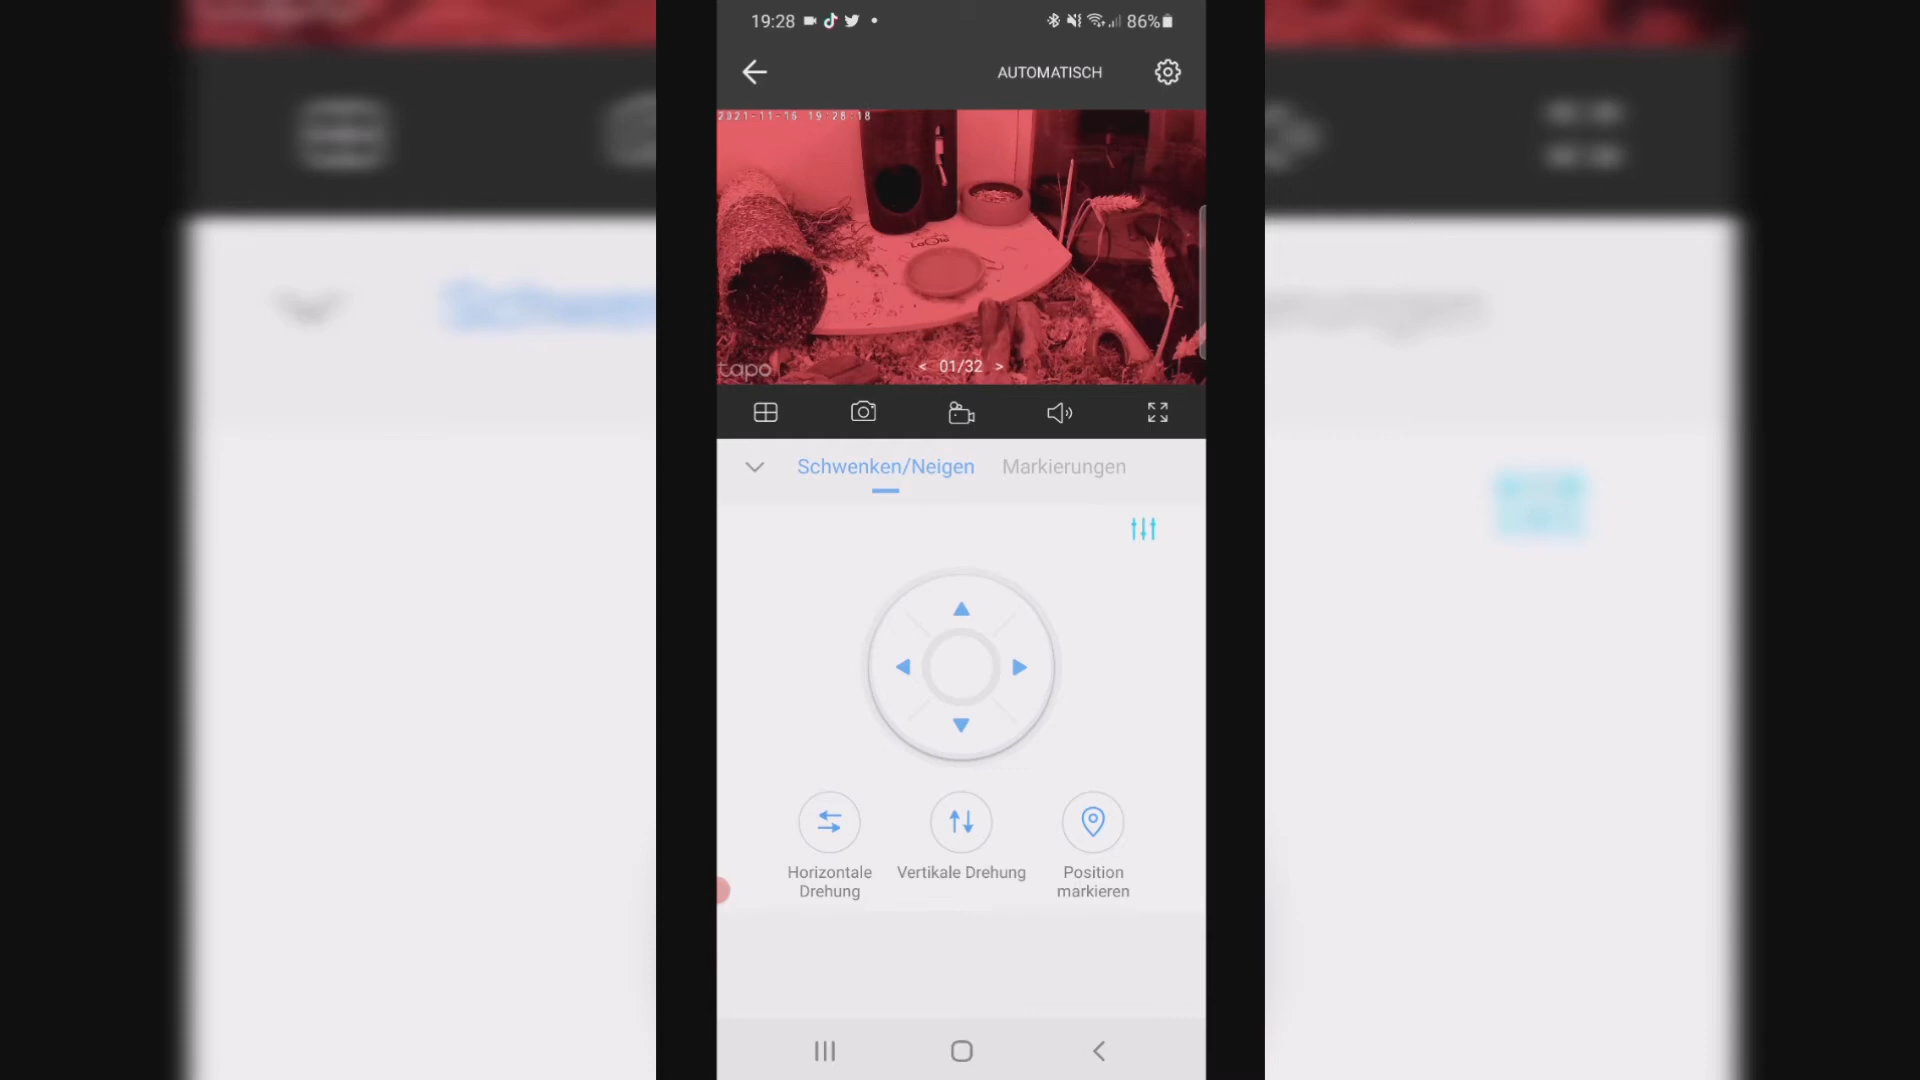 19:28
86%
AUTOMATISCH
2021-11-16 19:28:18
tapo
< 01/32 >
Schwenken/Neigen
Markierungen
Horizontale
Drehung
Vertikale Drehung
Position
markieren